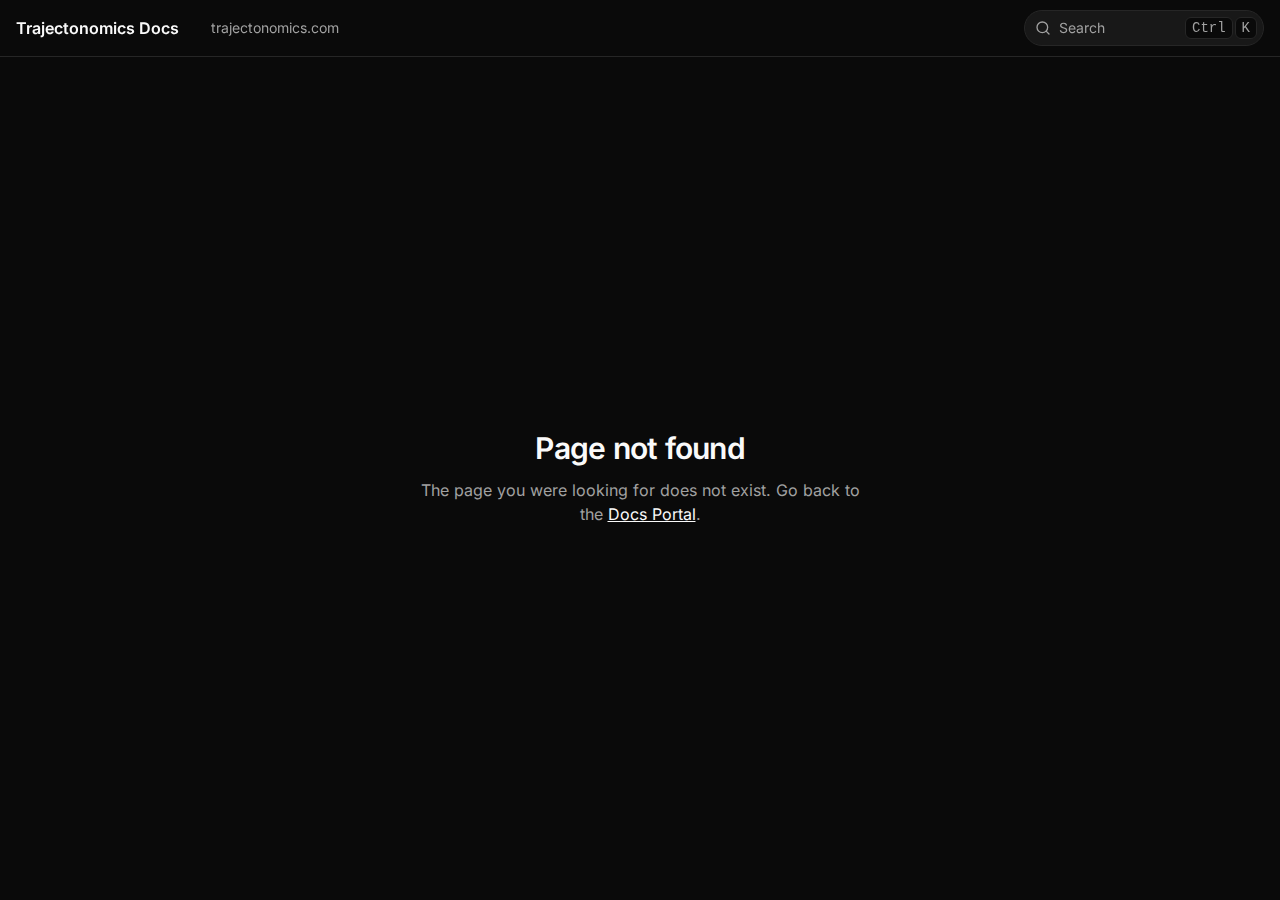 Trajectonomics Docs
trajectonomics.com
Search
Ctrl K
Page not found
The page you were looking for does not exist. Go back to
the Docs Portal.